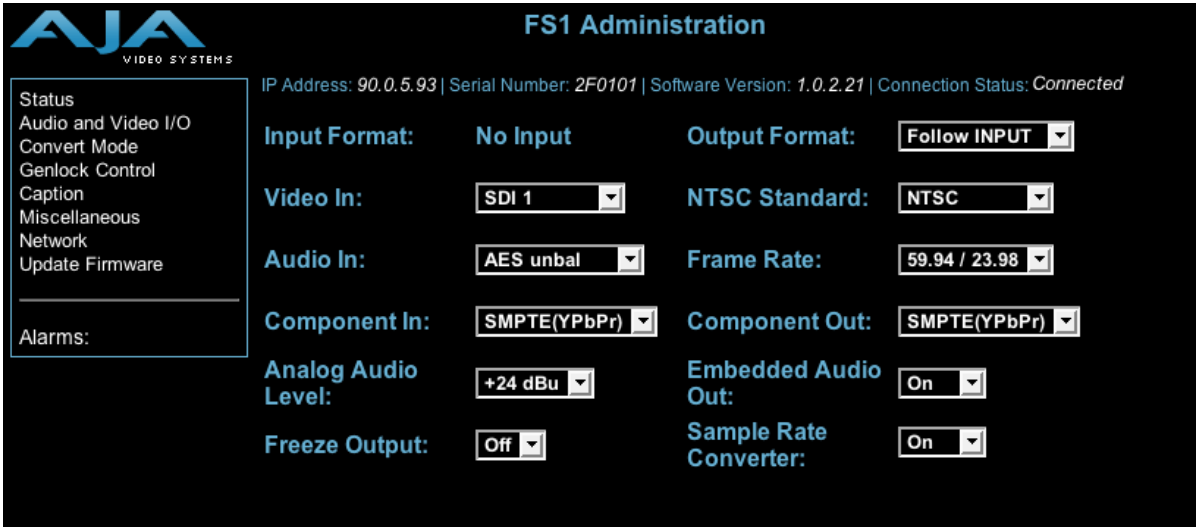 AJA
VIDEO SYSTEMS
FS1 Administration
IP Address: 90.0.5.93 | Serial Number: 2F0101 | Software Version: 1.0.2.21 | Connection Status: Connected
Status
Audio and Video I/O
Convert Mode
Genlock Control
Caption
Miscellaneous
Network
Update Firmware
Alarms:
Input Format: No Input Output Format: Follow INPUT
Video In: SDI 1 NTSC Standard: NTSC
Audio In: AES unbal Frame Rate: 59.94 / 23.98
Component In: SMPTE(YPbPr) Component Out: SMPTE(YPbPr)
Analog Audio
Level: +24 dBu Embedded Audio
Out: On
Freeze Output: Off Sample Rate
Converter: On